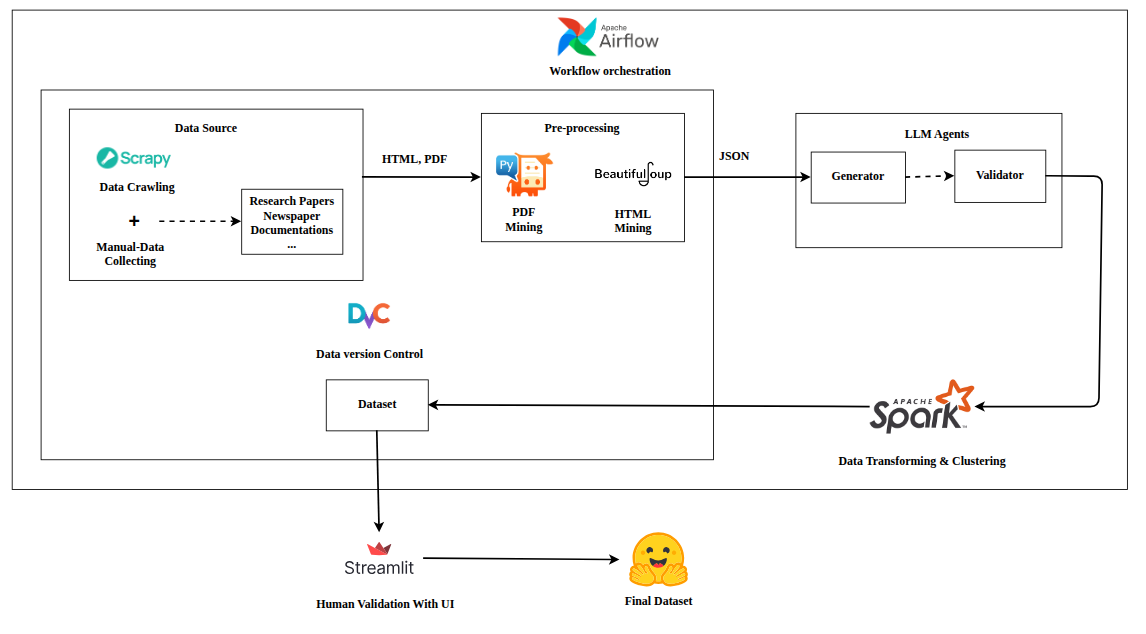 Apache
Airflow
Workflow orchestration
Data Source
Scrapy
Data Crawling
+
Manual-Data
Collecting
Research Papers
Newspaper
Documentations
...
HTML, PDF
Pre-processing
Py
PDF
Mining
BeautifulSoup
HTML
Mining
JSON
LLM Agents
Generator
Validator
DVC
Data version Control
Dataset
APACHE
Spark
TM
Data Transforming & Clustering
Streamlit
Human Validation With UI
Final Dataset